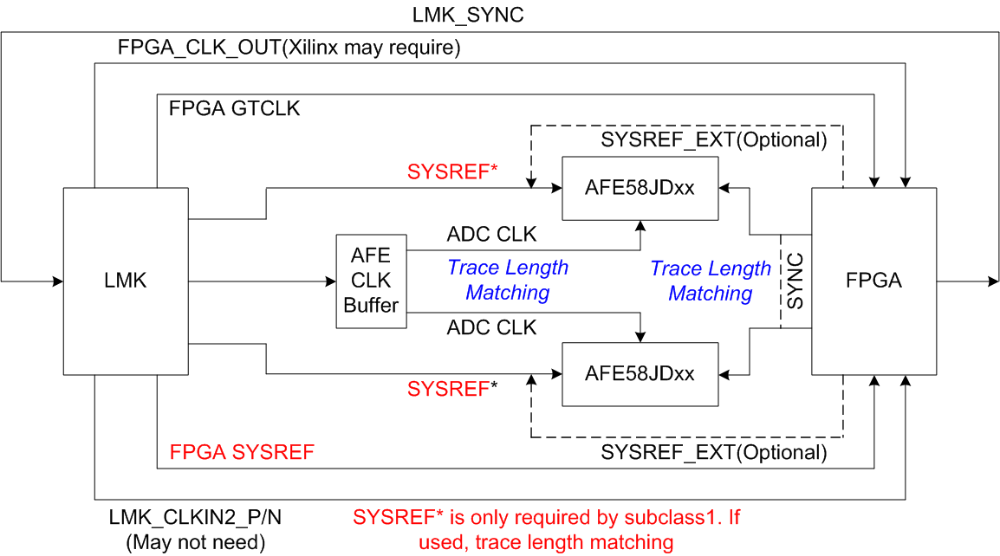 LMK_SYNC
FPGA_CLK_OUT(Xilinx may require)
FPGA GTCLK
SYSREF_EXT(Optional)
SYSREF*
AFE58JDxx
ADC CLK
AFE
CLK
Buffer
Trace Length
Matching
Trace Length
Matching
SYNC
LMK
FPGA
ADC CLK
AFE58JDxx
SYSREF*
FPGA SYSREF
SYSREF_EXT(Optional)
LMK_CLKIN2_P/N
(May not need)
SYSREF* is only required by subclass1. If
used, trace length matching